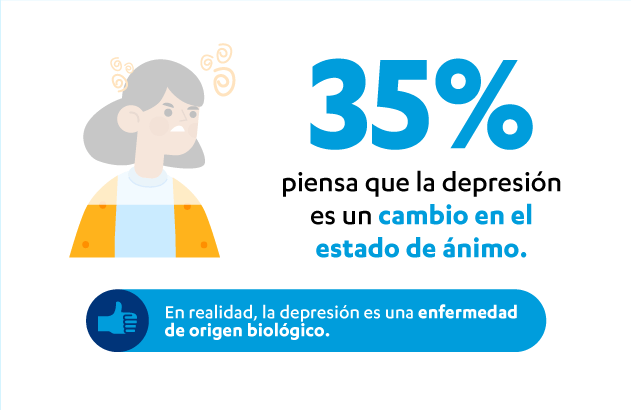 35%
piensa que la depresión
es un cambio en el
estado de ánimo.
En realidad, la depresión es una enfermedad
de origen biológico.